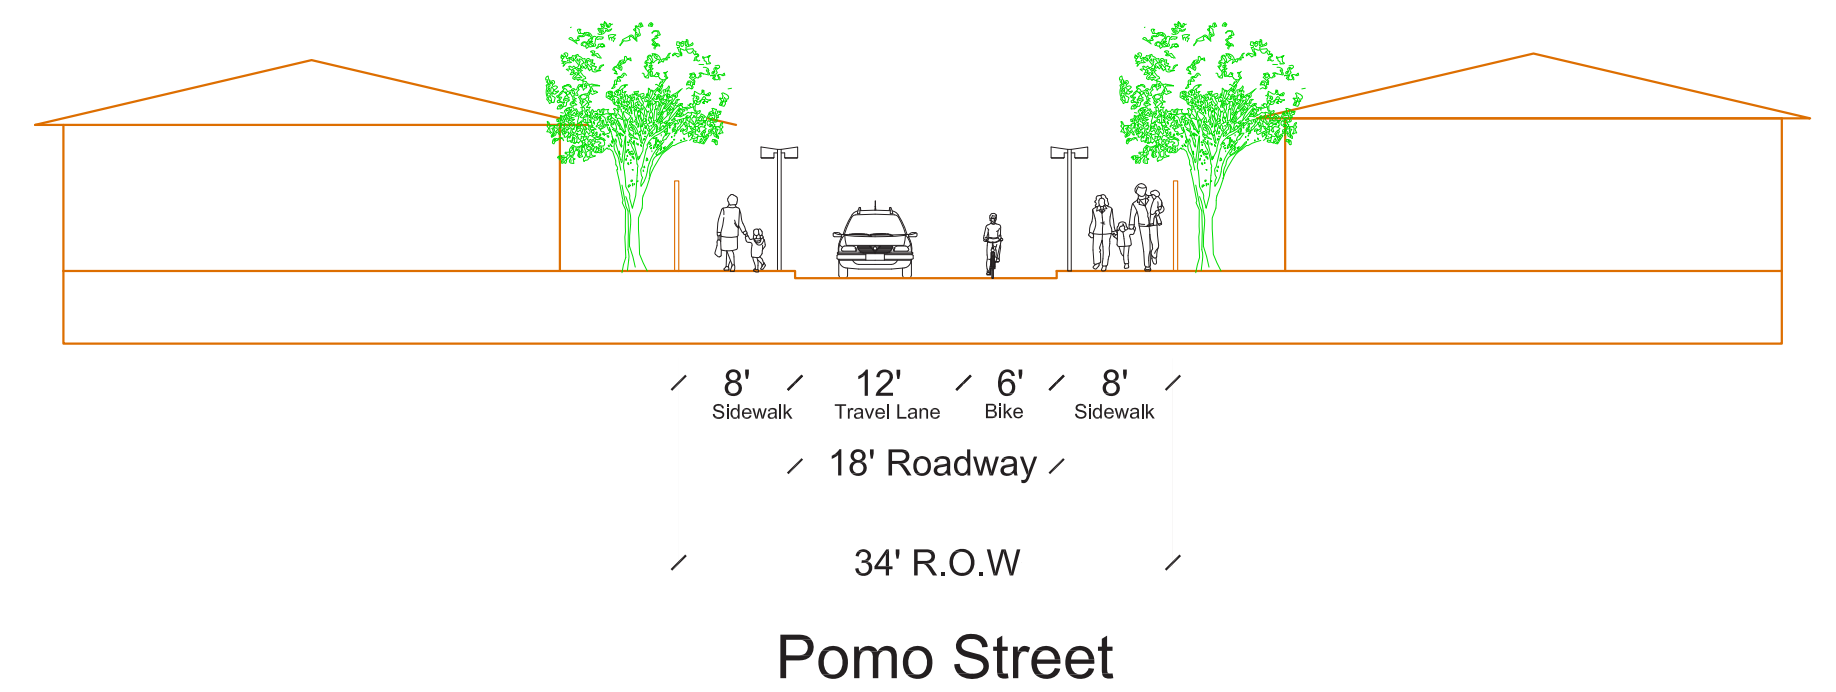 8' 12' 6' 8'
Sidewalk Travel Lane Bike Sidewalk
18' Roadway
34' R.O.W
Pomo Street